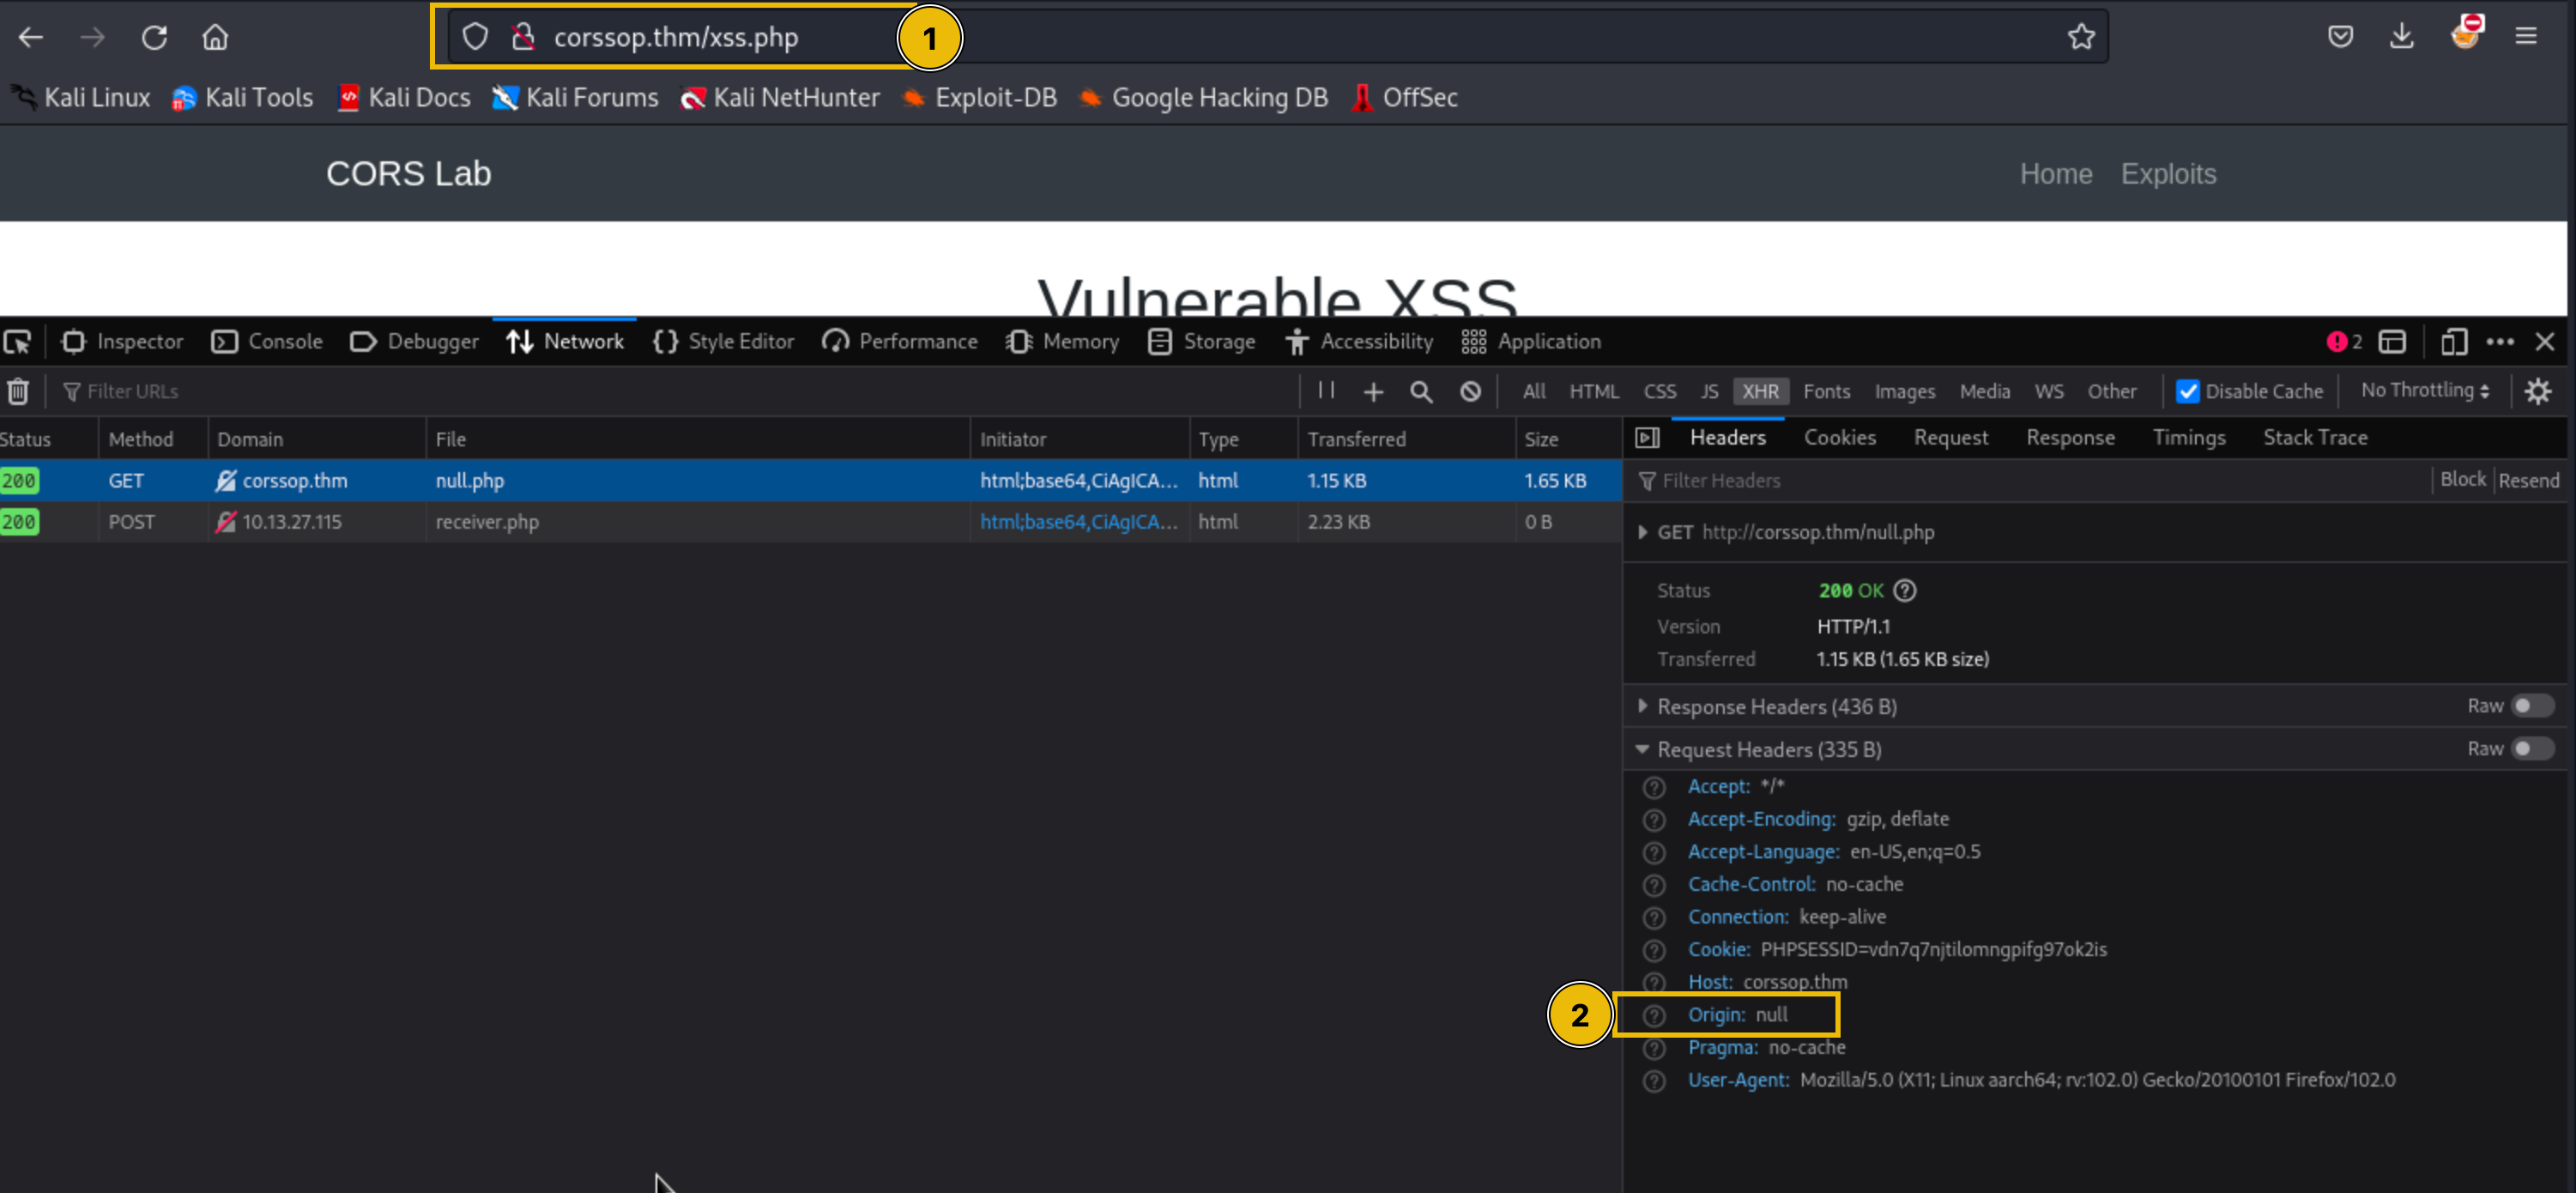 corssop.thm/xss.php
1
Kali Linux Kali Tools Kali Docs Kali Forums Kali NetHunter Exploit-DB Google Hacking DB OffSec
CORS Lab Home Exploits
Vulnerable XSS
Inspector Console Debugger Network Style Editor Performance Memory Storage Accessibility Application 2
Filter URLs All HTML CSS JS XHR Fonts Images Media WS Other Disable Cache No Throttling
Status Method Domain File Initiator Type Transferred Size
200 GET corssop.thm null.php html;base64,CiAgICA... html 1.15 KB 1.65 KB
200 POST 10.13.27.115 receiver.php html;base64,CiAgICA... html 2.23 KB 0 B
Headers Cookies Request Response Timings Stack Trace
Filter Headers Block Resend
GET http://corssop.thm/null.php
Status 200 OK
Version HTTP/1.1
Transferred 1.15 KB (1.65 KB size)
Response Headers (436 B) Raw
Request Headers (335 B) Raw
Accept: */*
Accept-Encoding: gzip, deflate
Accept-Language: en-US,en;q=0.5
Cache-Control: no-cache
Connection: keep-alive
Cookie: PHPSESSID=vdn7q7njtilomngpifg97ok2is
Host: corssop.thm
2
Origin: null
Pragma: no-cache
User-Agent: Mozilla/5.0 (X11; Linux aarch64; rv:102.0) Gecko/20100101 Firefox/102.0